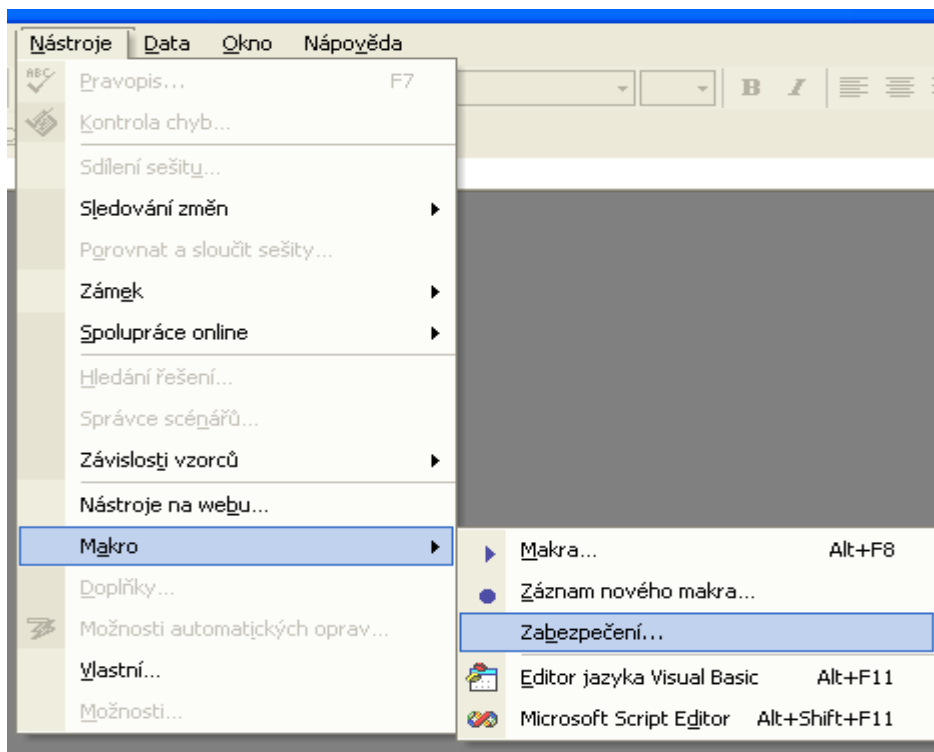 Nástroje Data Okno Nápověda
ABC
Pravopis... F7
B I
Kontrola chyb...
Sdílení sešitu...
Sledování změn
Porovnat a sloučit sešity...
Zámek
Spolupráce online
Hledání řešení...
Správce scénářů...
Závislosti vzorců
Nástroje na webu...
Makro
Makra... Alt+F8
Doplňky...
Záznam nového makra...
Možnosti automatických oprav...
Zabezpečení...
Vlastní...
Editor jazyka Visual Basic Alt+F11
Možnosti...
Microsoft Script Editor Alt+Shift+F11